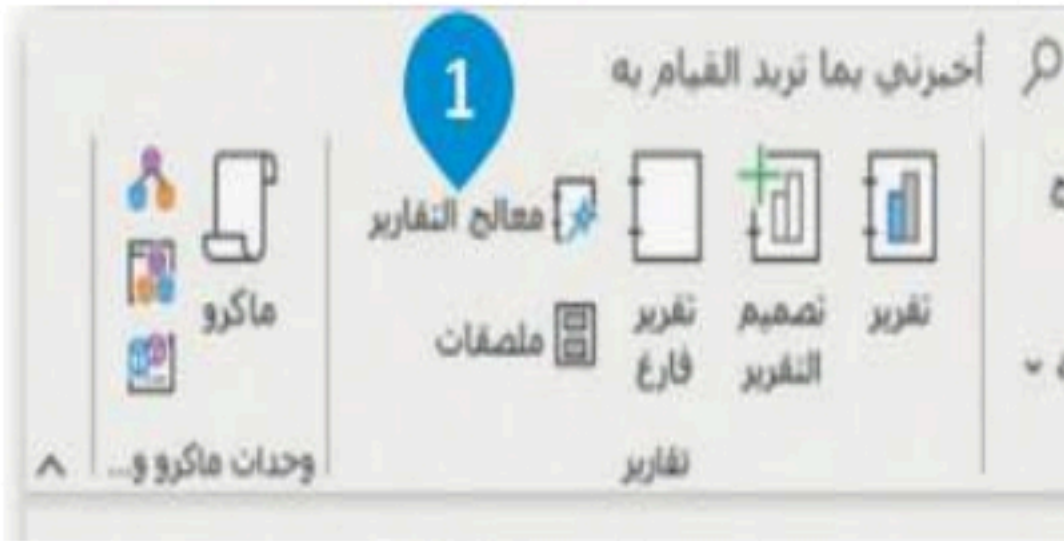 أخبرني بما تريد القيام به
1
تقرير
تصميم التقرير
تقرير فارغ
معالج التقارير
ملصقات
تقارير
ماكرو
وحدات ماكرو و...